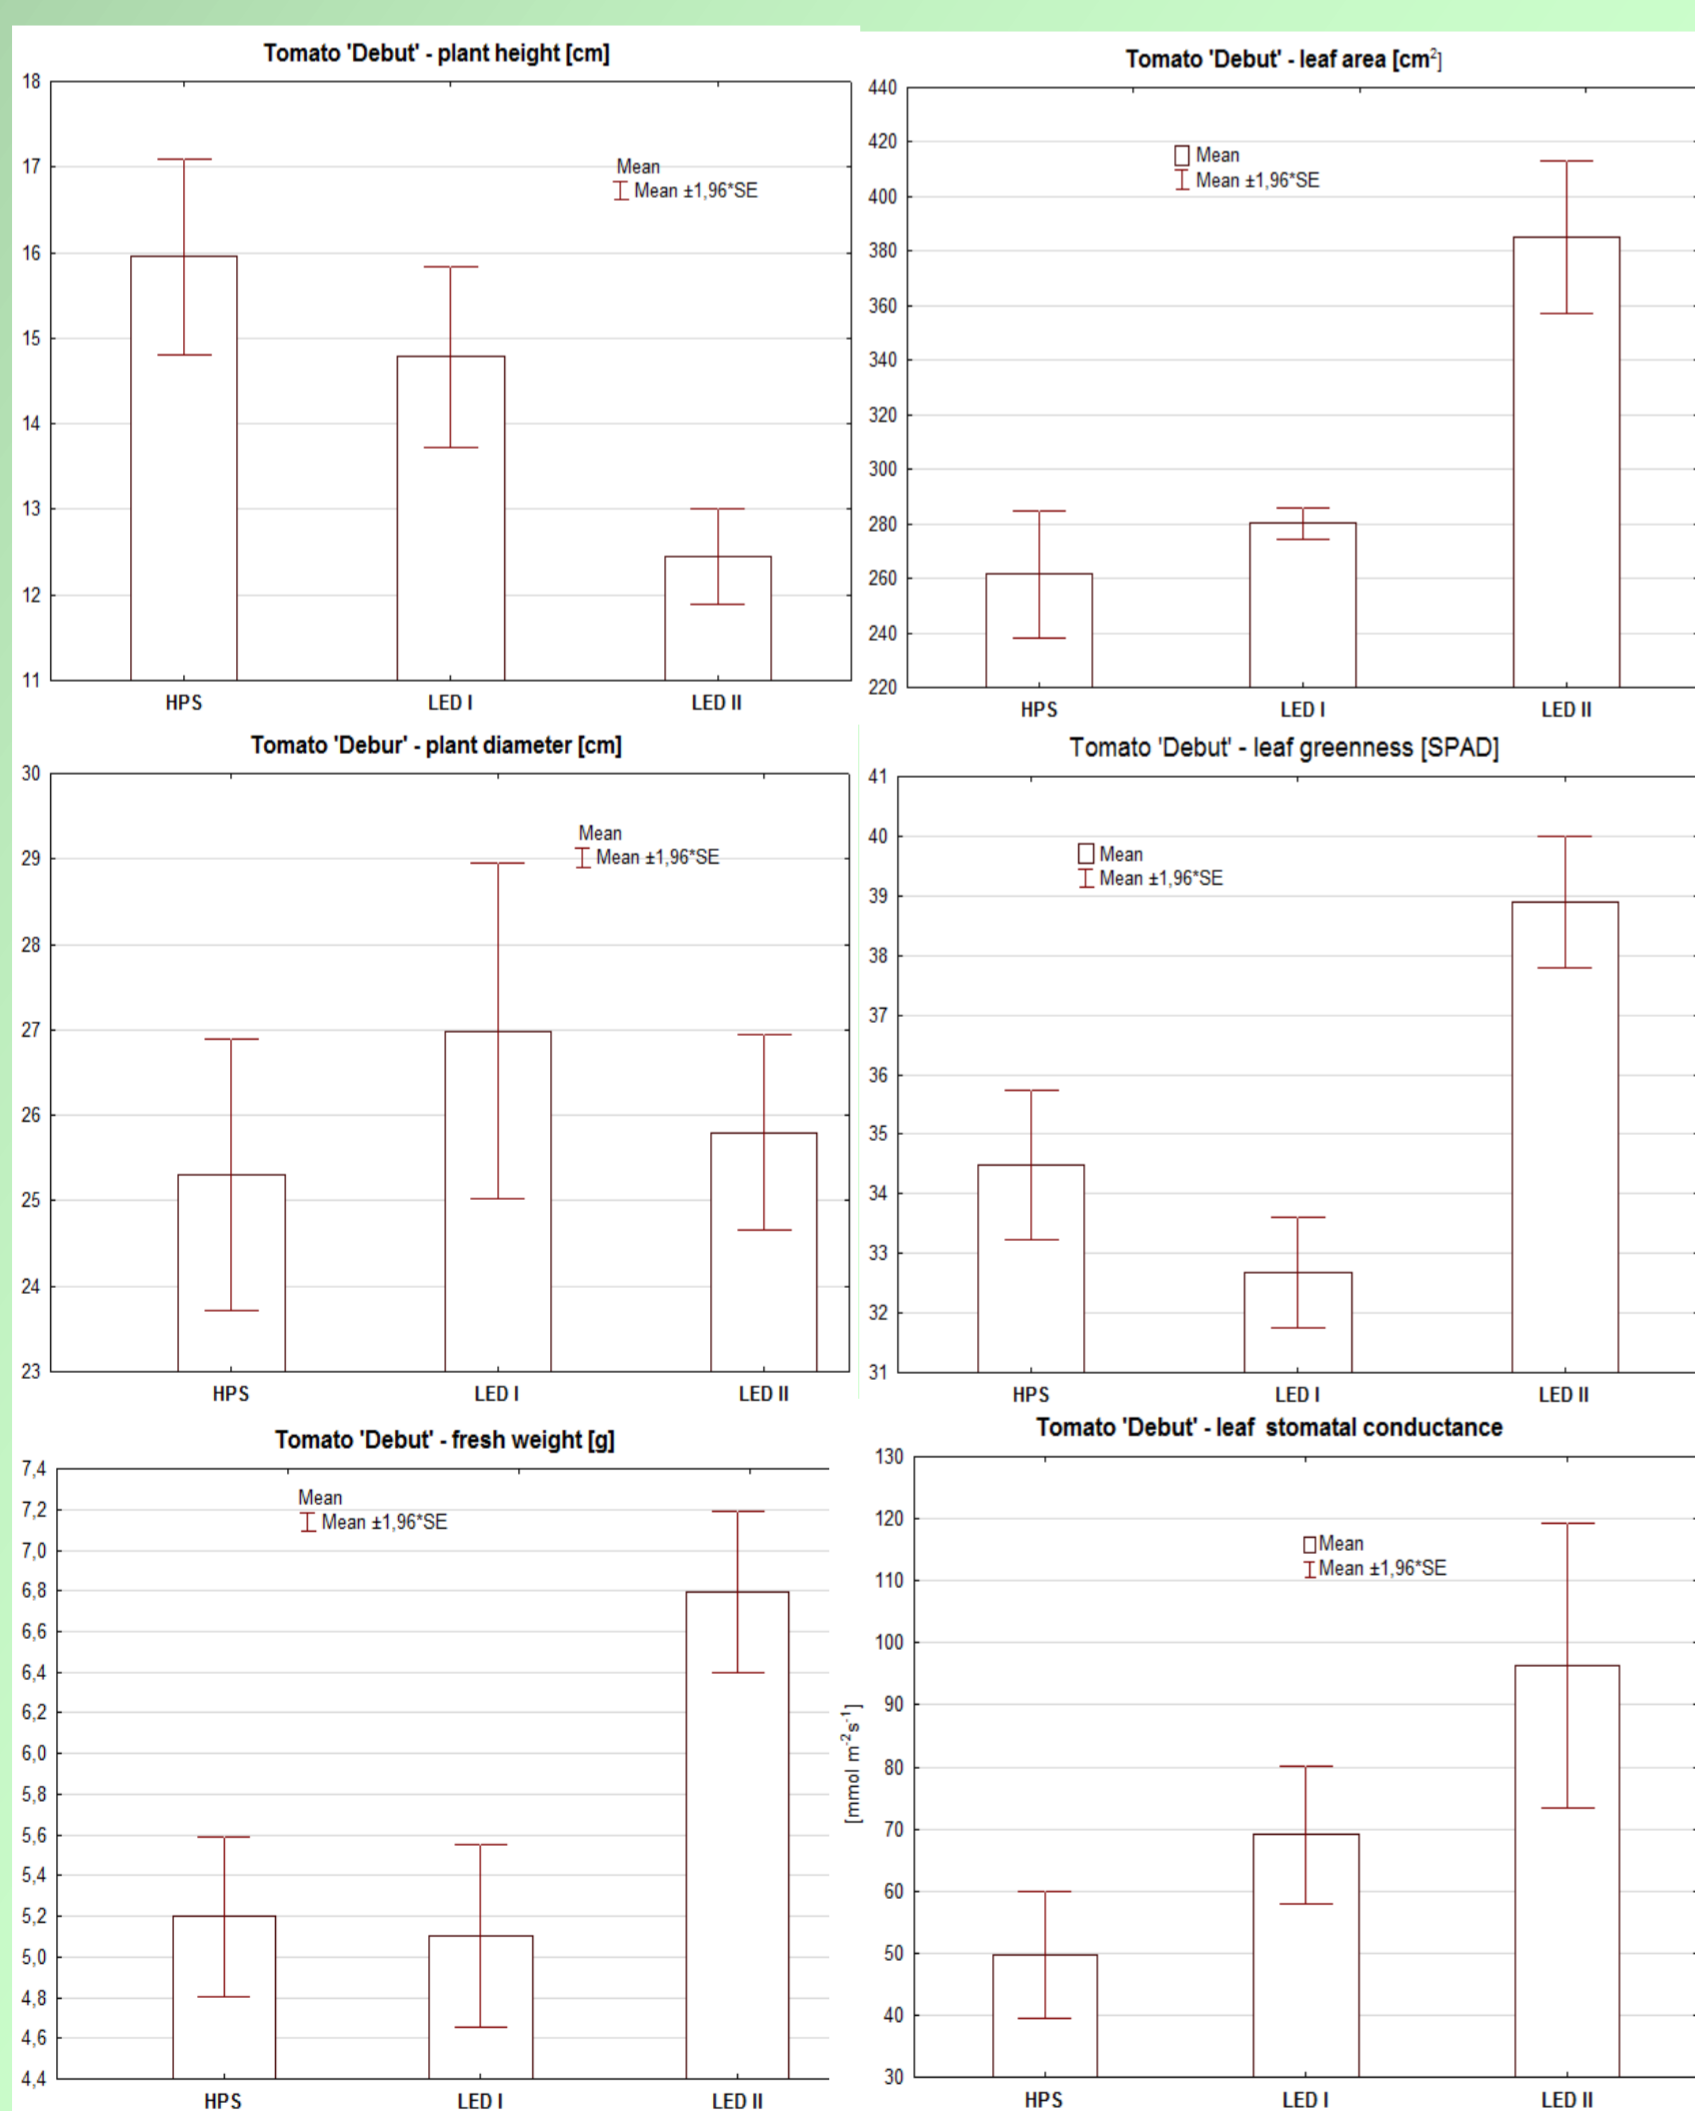 Tomato 'Debut' - plant height [cm]
18
17
16
15
14
13
12
11
Mean
Mean ±1,96*SE
HPS LED I LED II
Tomato 'Debut' - leaf area [cm²]
440
420
400
380
360
340
320
300
280
260
240
220
Mean
Mean ±1,96*SE
HPS LED I LED II
Tomato 'Debur' - plant diameter [cm]
30
29
28
27
26
25
24
23
Mean
Mean ±1,96*SE
HPS LED I LED II
Tomato 'Debut' - leaf greenness [SPAD]
41
40
39
38
37
36
35
34
33
32
31
Mean
Mean ±1,96*SE
HPS LED I LED II
Tomato 'Debut' - fresh weight [g]
7,4
7,2
7,0
6,8
6,6
6,4
6,2
6,0
5,8
5,6
5,4
5,2
5,0
4,8
4,6
4,4
Mean
Mean ±1,96*SE
HPS LED I LED II
Tomato 'Debut' - leaf stomatal conductance
[mmol m⁻²s⁻¹]
130
120
110
100
90
80
70
60
50
40
30
Mean
Mean ±1,96*SE
HPS LED I LED II